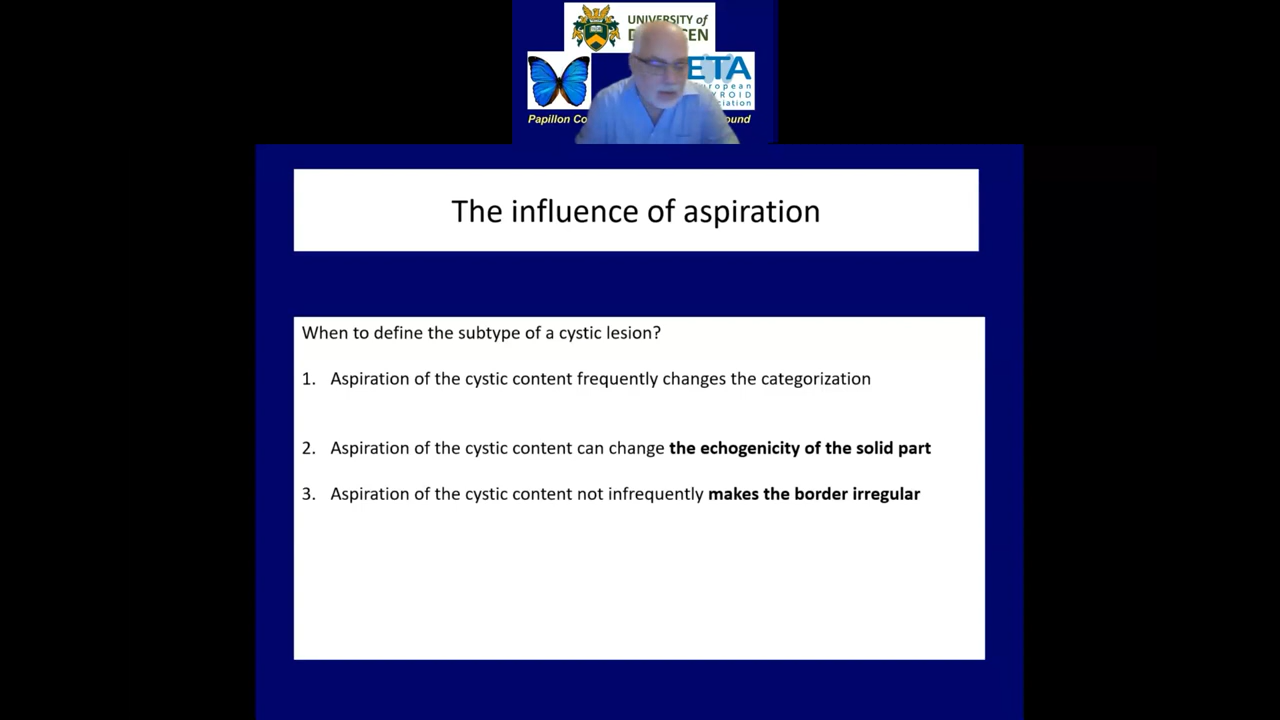 UNIVERSITY of
ETA
Papillon Co
ound
The influence of aspiration
When to define the subtype of a cystic lesion?
1. Aspiration of the cystic content frequently changes the categorization
2. Aspiration of the cystic content can change the echogenicity of the solid part
3. Aspiration of the cystic content not infrequently makes the border irregular